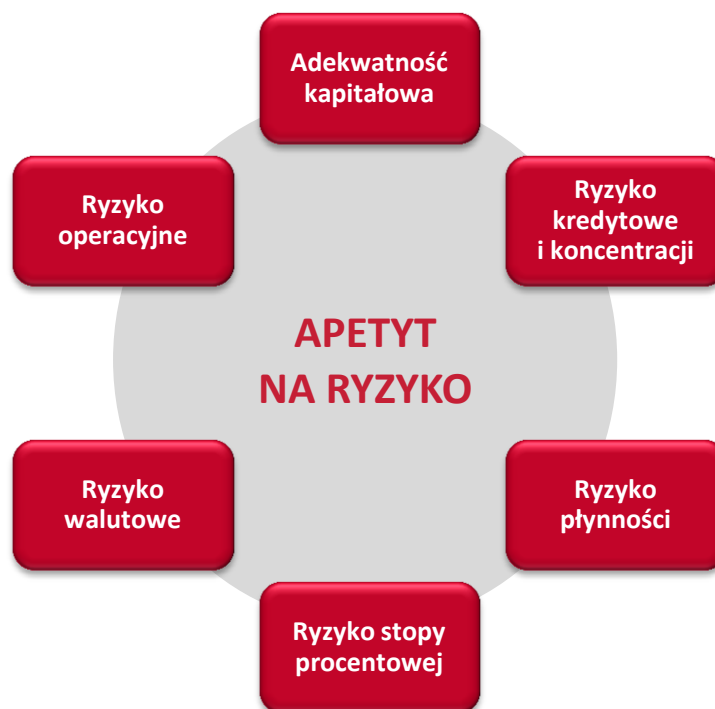 Adekwatność
kapitałowa
Ryzyko
operacyjne
Ryzyko
kredytowe
i koncentracji
APETYT
NA RYZYKO
Ryzyko
walutowe
Ryzyko
płynności
Ryzyko stopy
procentowej